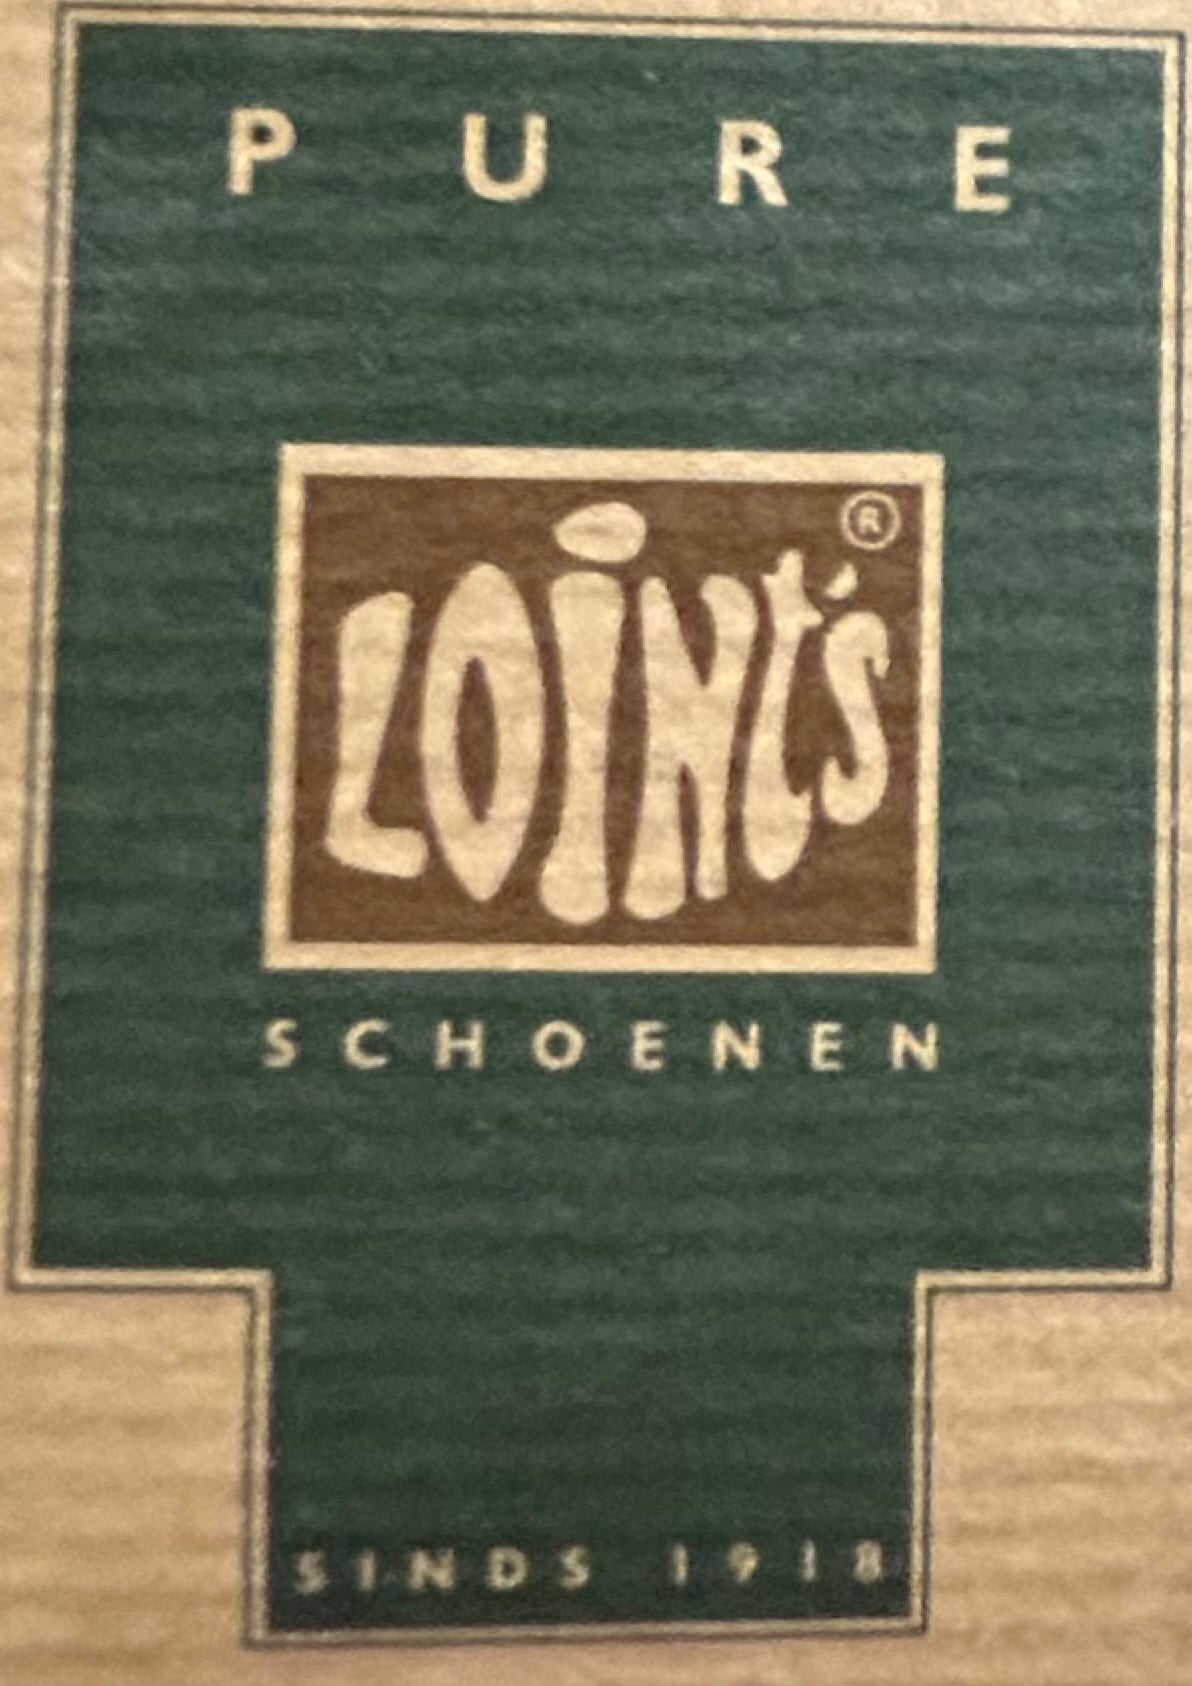 PURE
LOiNt's®
SCHOENEN
SINDS 1918